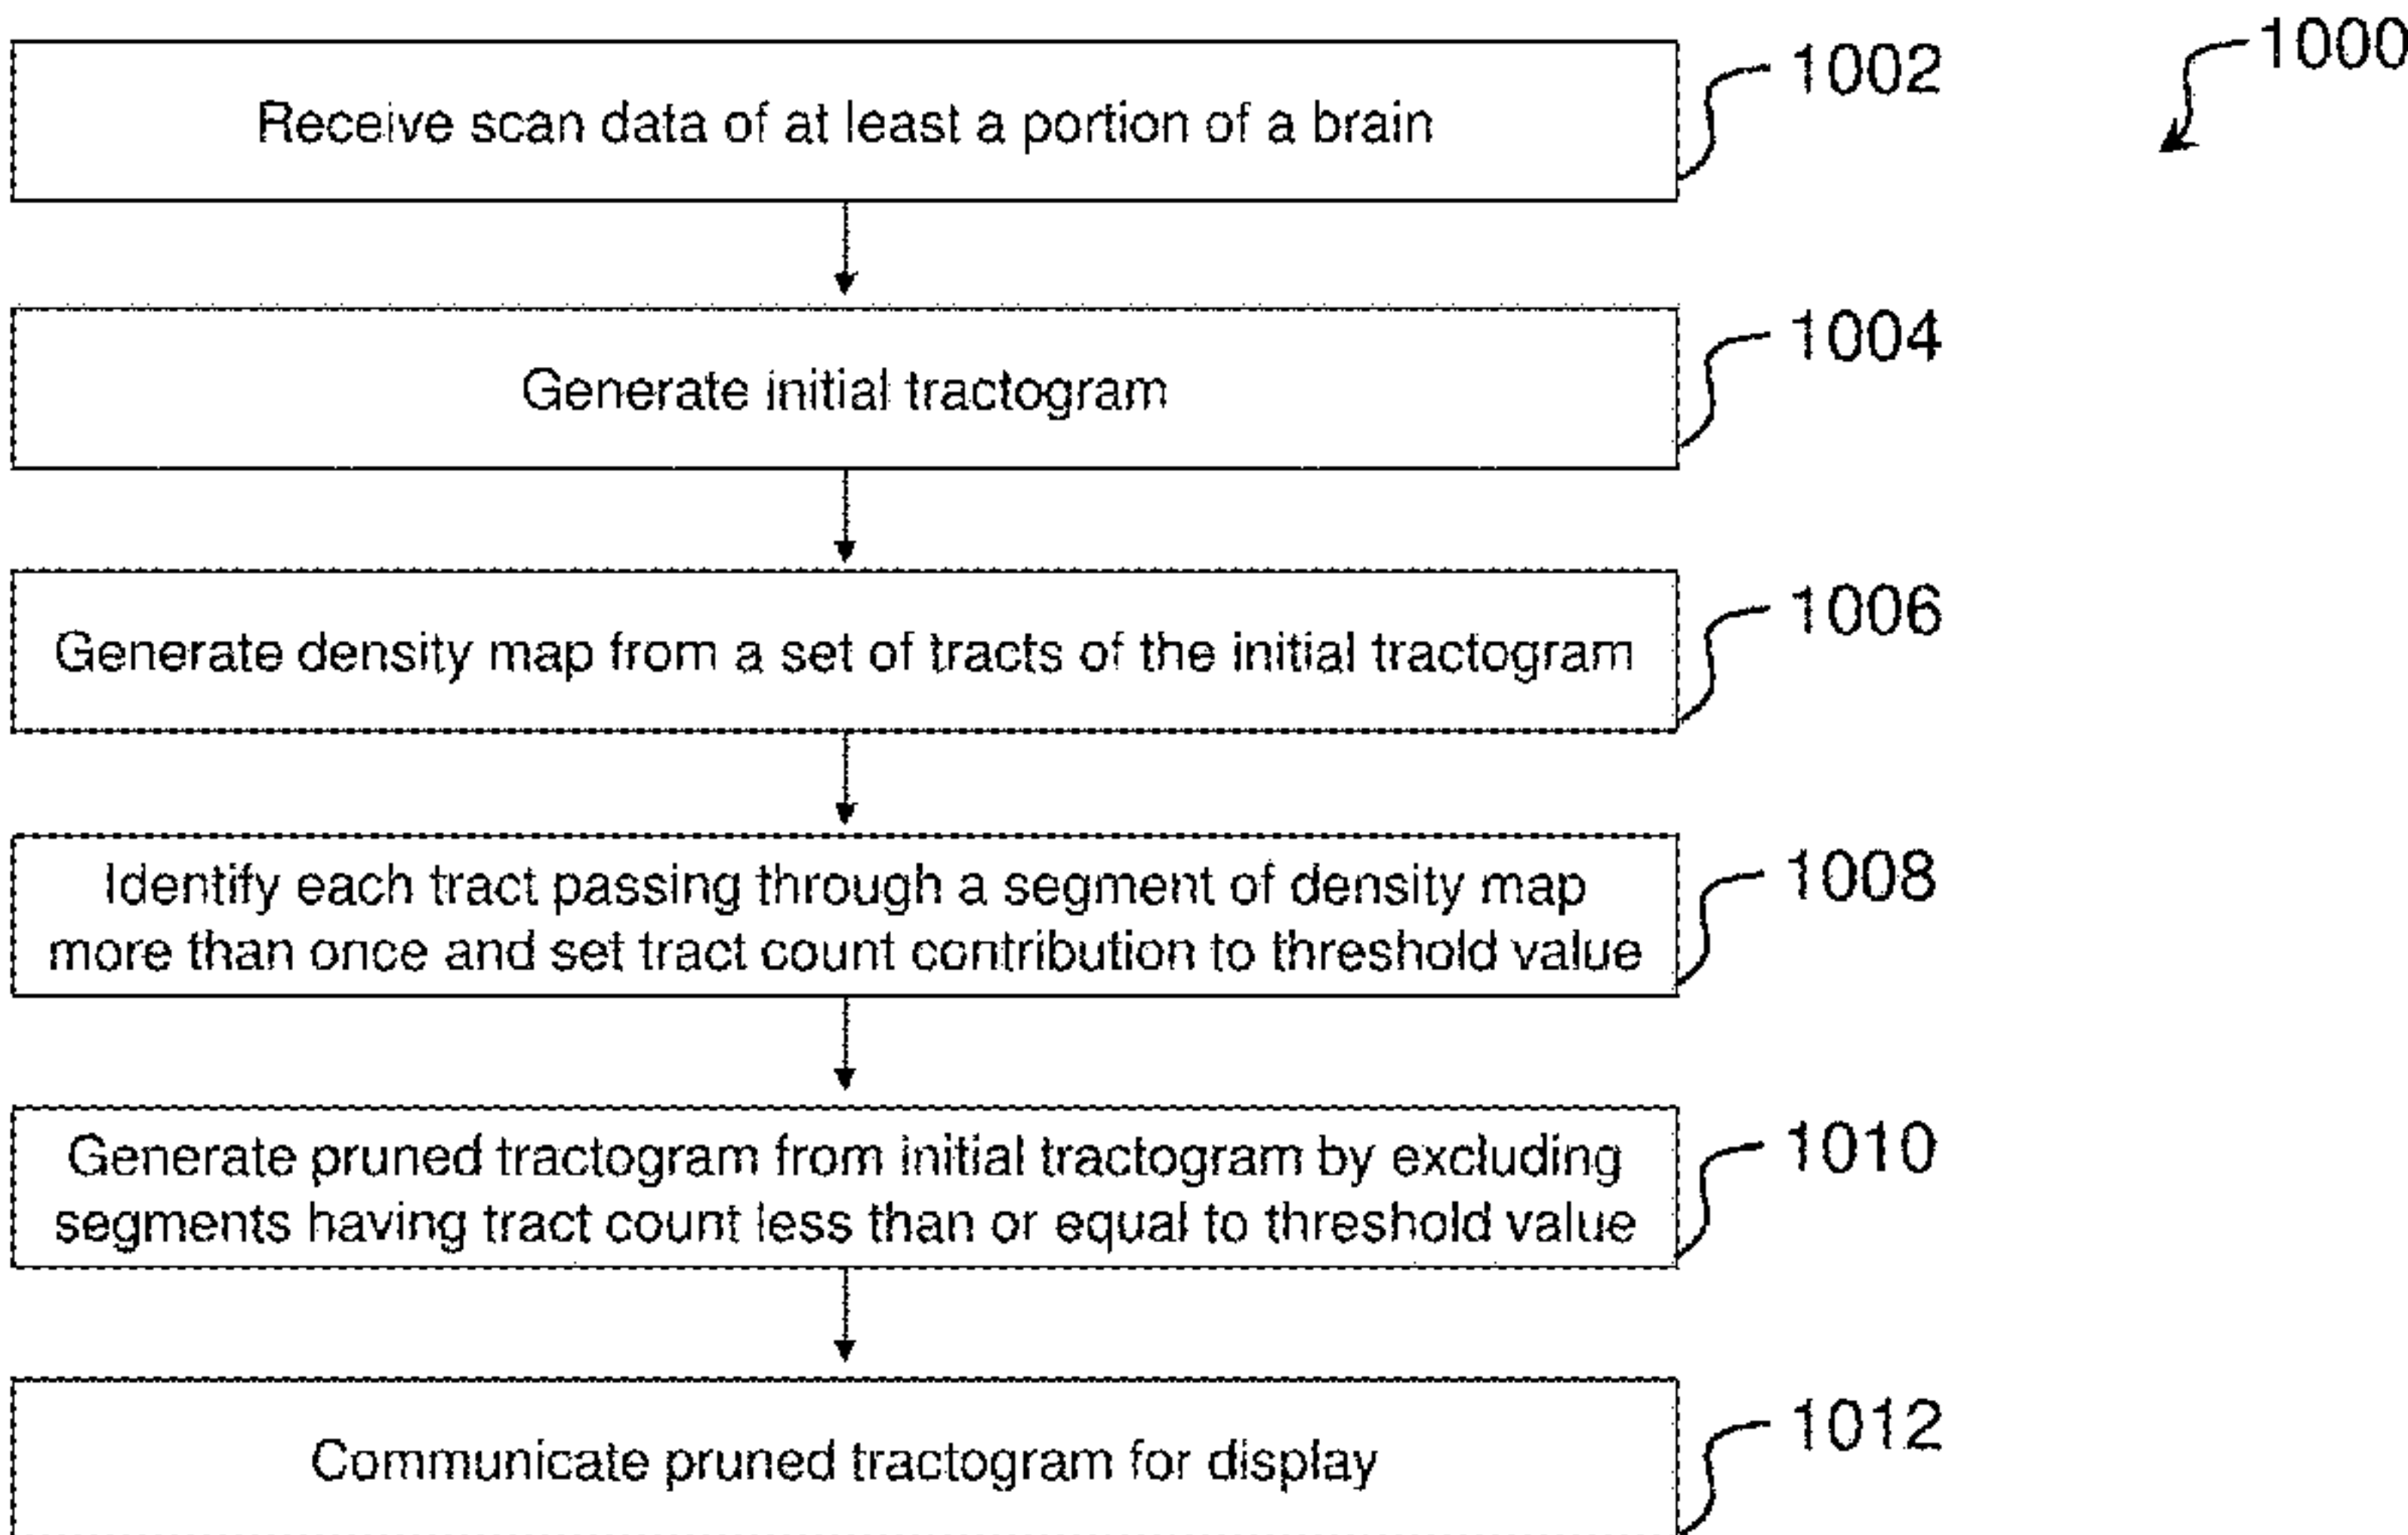 1000
Receive scan data of at least a portion of a brain
1002
Generate initial tractogram
1004
Generate density map from a set of tracts of the initial tractogram
1006
Identify each tract passing through a segment of density map
more than once and set tract count contribution to threshold value
1008
Generate pruned tractogram from initial tractogram by excluding
segments having tract count less than or equal to threshold value
1010
Communicate pruned tractogram for display
1012